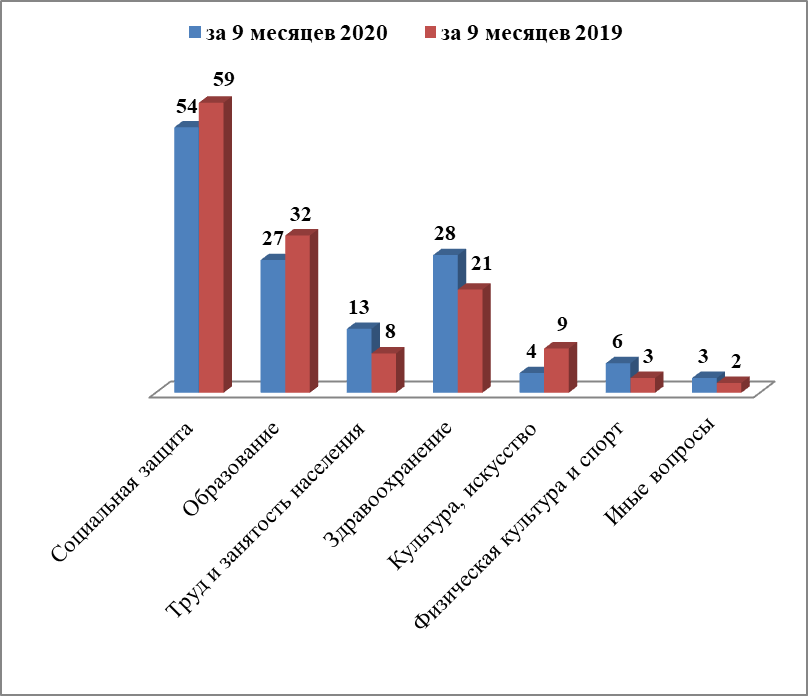 за 9 месяцев 2020 за 9 месяцев 2019
54 59
27 32
13 8
28 21
4 9
6 3
3 2
Социальная защита
Образование
Труд и занятость населения
Здравоохранение
Культура, искусство
Физическая культура и спорт
Иные вопросы